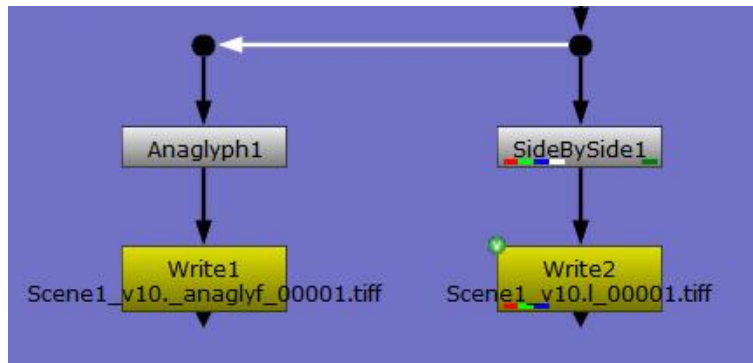 Anaglyph1
SideBySide1
Write1
Scene1_v10._anaglyf_00001.tiff
V
Write2
Scene1_v10.l_00001.tiff